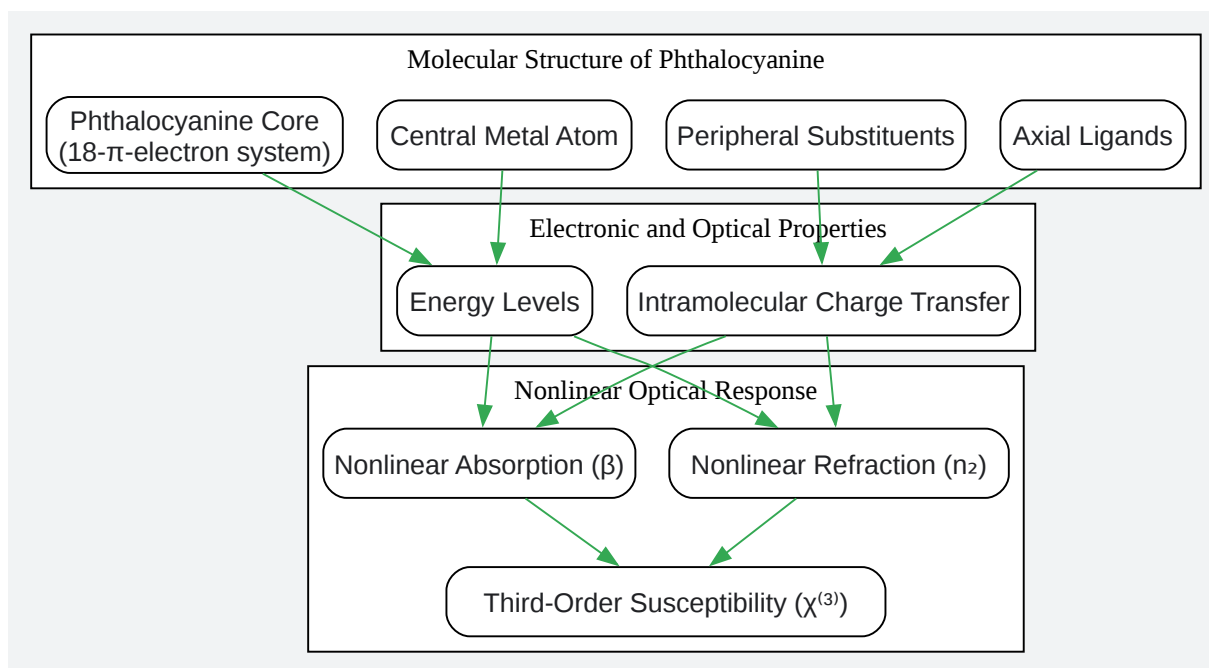 Molecular Structure of Phthalocyanine
Phthalocyanine Core
(18-π-electron system)
Central Metal Atom
Peripheral Substituents
Axial Ligands
Electronic and Optical Properties
Energy Levels
Intramolecular Charge Transfer
Nonlinear Optical Response
Nonlinear Absorption (β)
Nonlinear Refraction (n₂)
Third-Order Susceptibility (χ⁽³⁾)